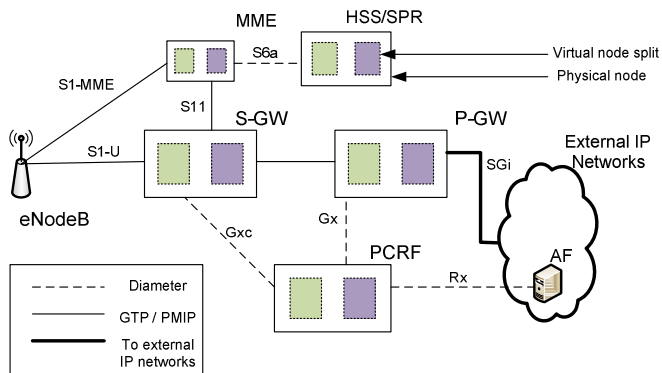 MME
HSS/SPR
S6a
Virtual node split
Physical node
S1-MME
S11
S-GW
P-GW
External IP
Networks
S1-U
SGi
eNodeB
Gxc
Gx
PCRF
AF
Rx
Diameter
GTP / PMIP
To external
IP networks